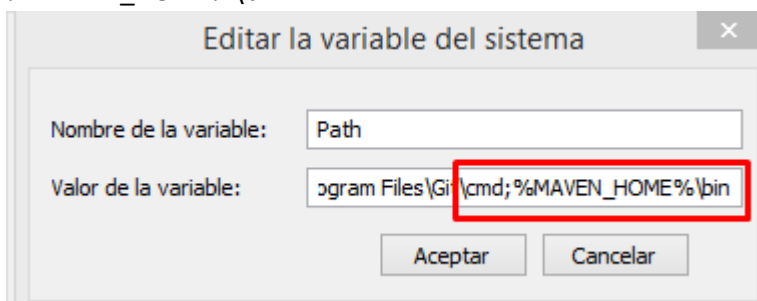 Editar la variable del sistema
Nombre de la variable: Path
Valor de la variable: ogram Files\Git\cmd;%MAVEN_HOME%\bin
Aceptar Cancelar